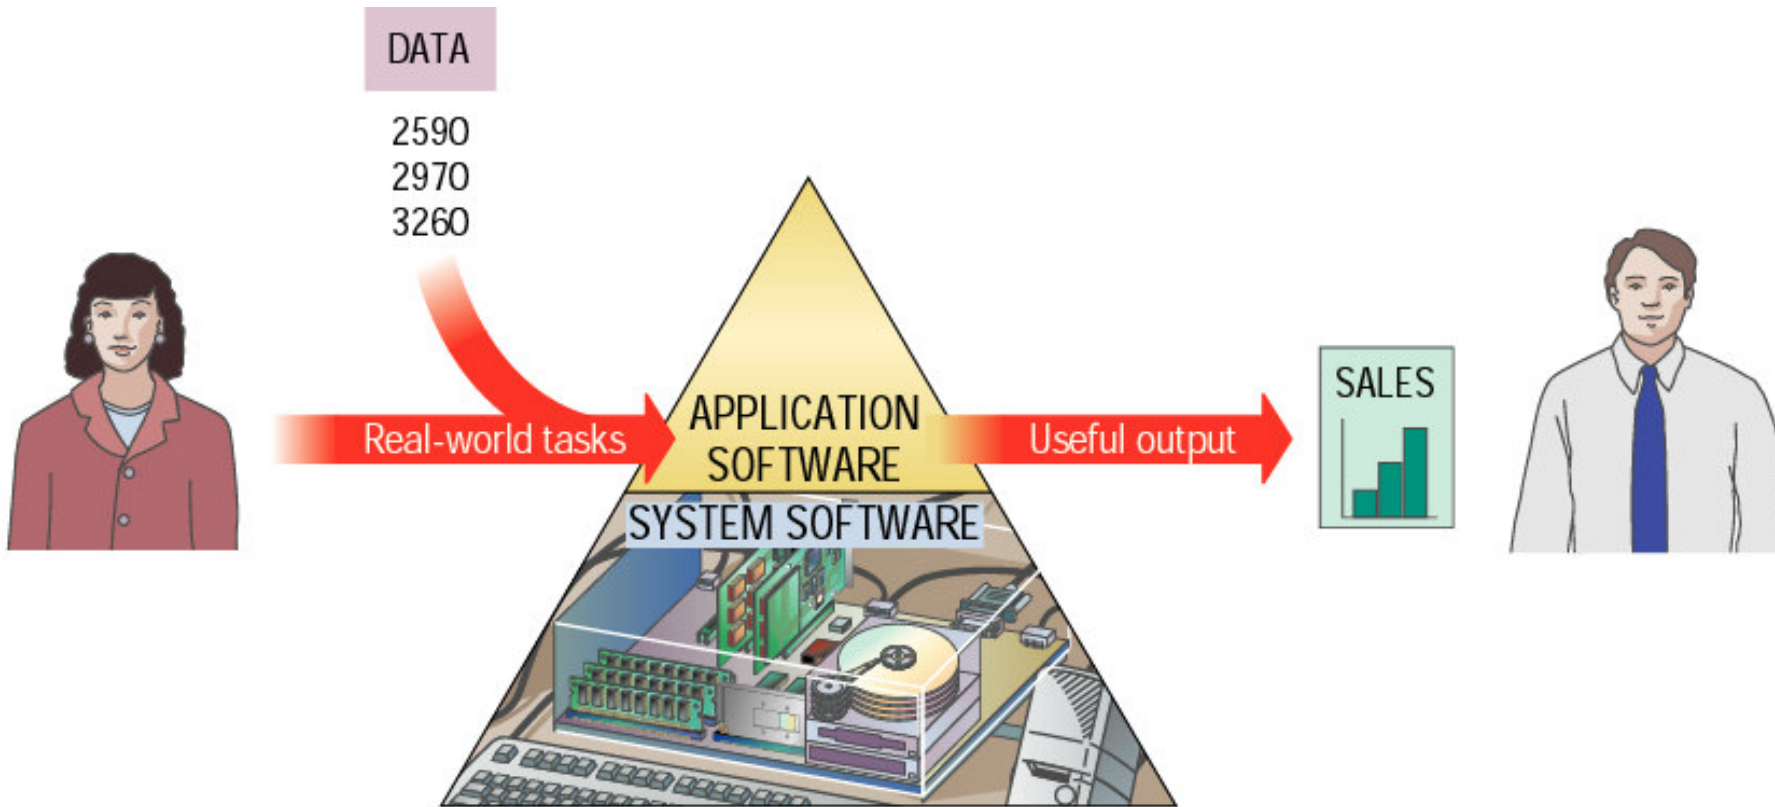 DATA
2590
2970
3260
Real-world tasks
APPLICATION
SOFTWARE
SYSTEM SOFTWARE
Useful output
SALES